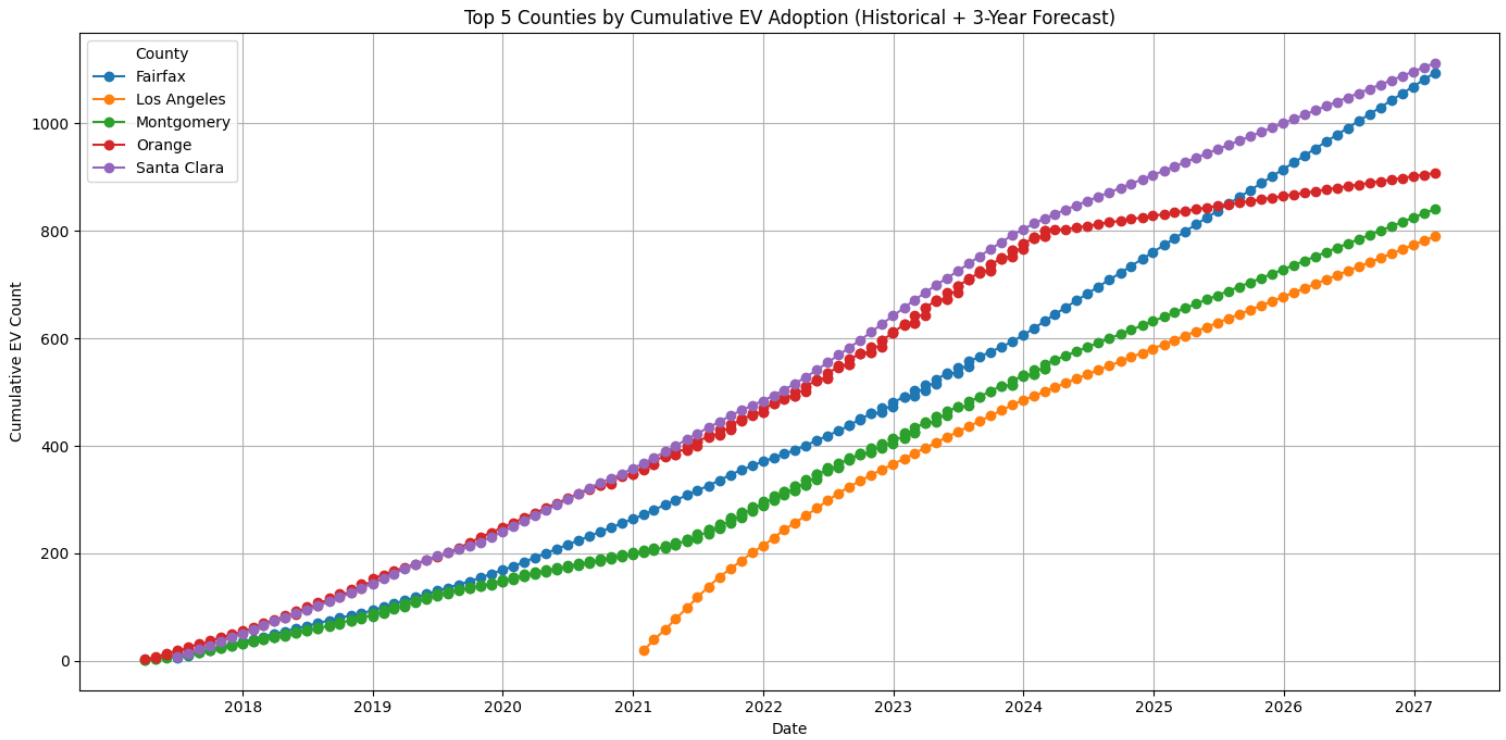 Top 5 Counties by Cumulative EV Adoption (Historical + 3-Year Forecast)
County
Fairfax
Los Angeles
Montgomery
Orange
Santa Clara
Cumulative EV Count
1000
800
600
400
200
0
2018 2019 2020 2021 2022 2023 2024 2025 2026 2027
Date